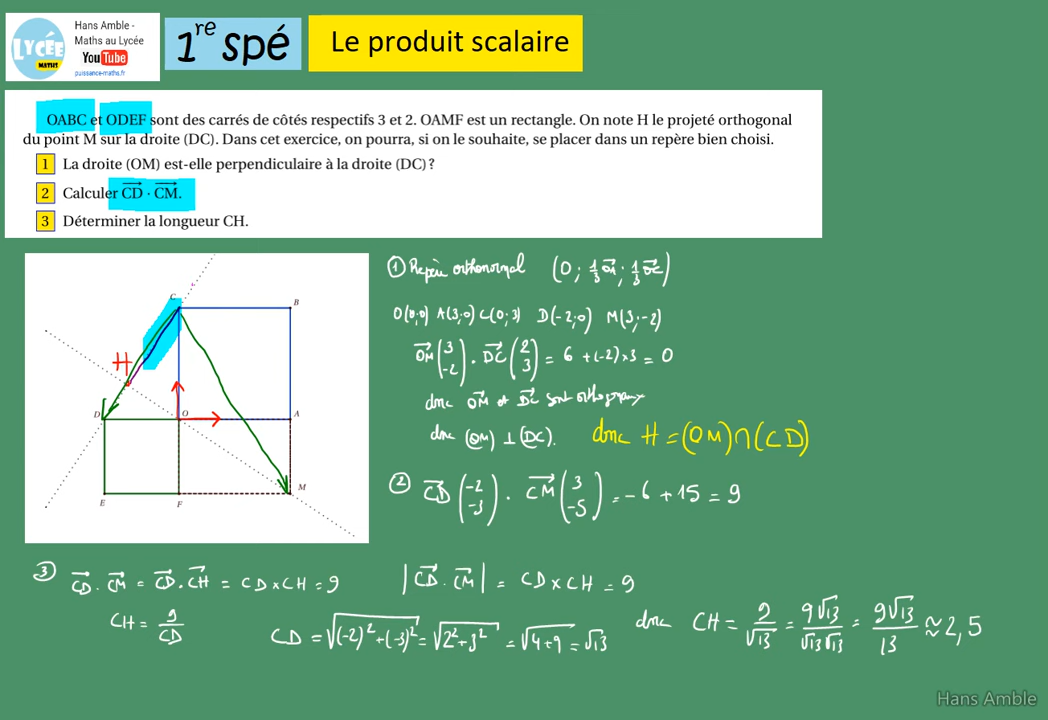 Hans Amble -
Maths au Lycée
YouTube
puissance-maths.fr
LYCÉE
MATHS
1re spé
Le produit scalaire
OABC et ODEF sont des carrés de côtés respectifs 3 et 2. OAMF est un rectangle. On note H le projeté orthogonal
du point M sur la droite (DC). Dans cet exercice, on pourra, si on le souhaite, se placer dans un repère bien choisi.
1 La droite (OM) est-elle perpendiculaire à la droite (DC) ?
2 Calculer CD⃗ · CM⃗.
3 Déterminer la longueur CH.
C
B
H
D
O
A
E
F
M
① Repère orthonormal (O ; 1/3 OA⃗ ; 1/3 OC⃗)
O(0;0) A(3;0) C(0;3) D(-2;0) M(3;-2)
OM⃗ (3 -2) · DC⃗ (2 3) = 6 + (-2)×3 = 0
donc OM⃗ et DC⃗ sont orthogonaux
donc (OM) ⊥ (DC). donc H = (OM)∩(CD)
② CD⃗ (-2 -3) · CM⃗ (3 -5) = -6 + 15 = 9
③ CD⃗ . CM⃗ = CD⃗ . CH⃗ = CD × CH = 9 |CD⃗ . CM⃗| = CD × CH = 9
CH = 9/CD CD = √((-2)² + (-3)²) = √(2² + 3²) = √(4+9) = √13 donc CH = 9/√13 = 9√13/√13√13 = 9√13/13 ≈ 2,5
Hans Amble